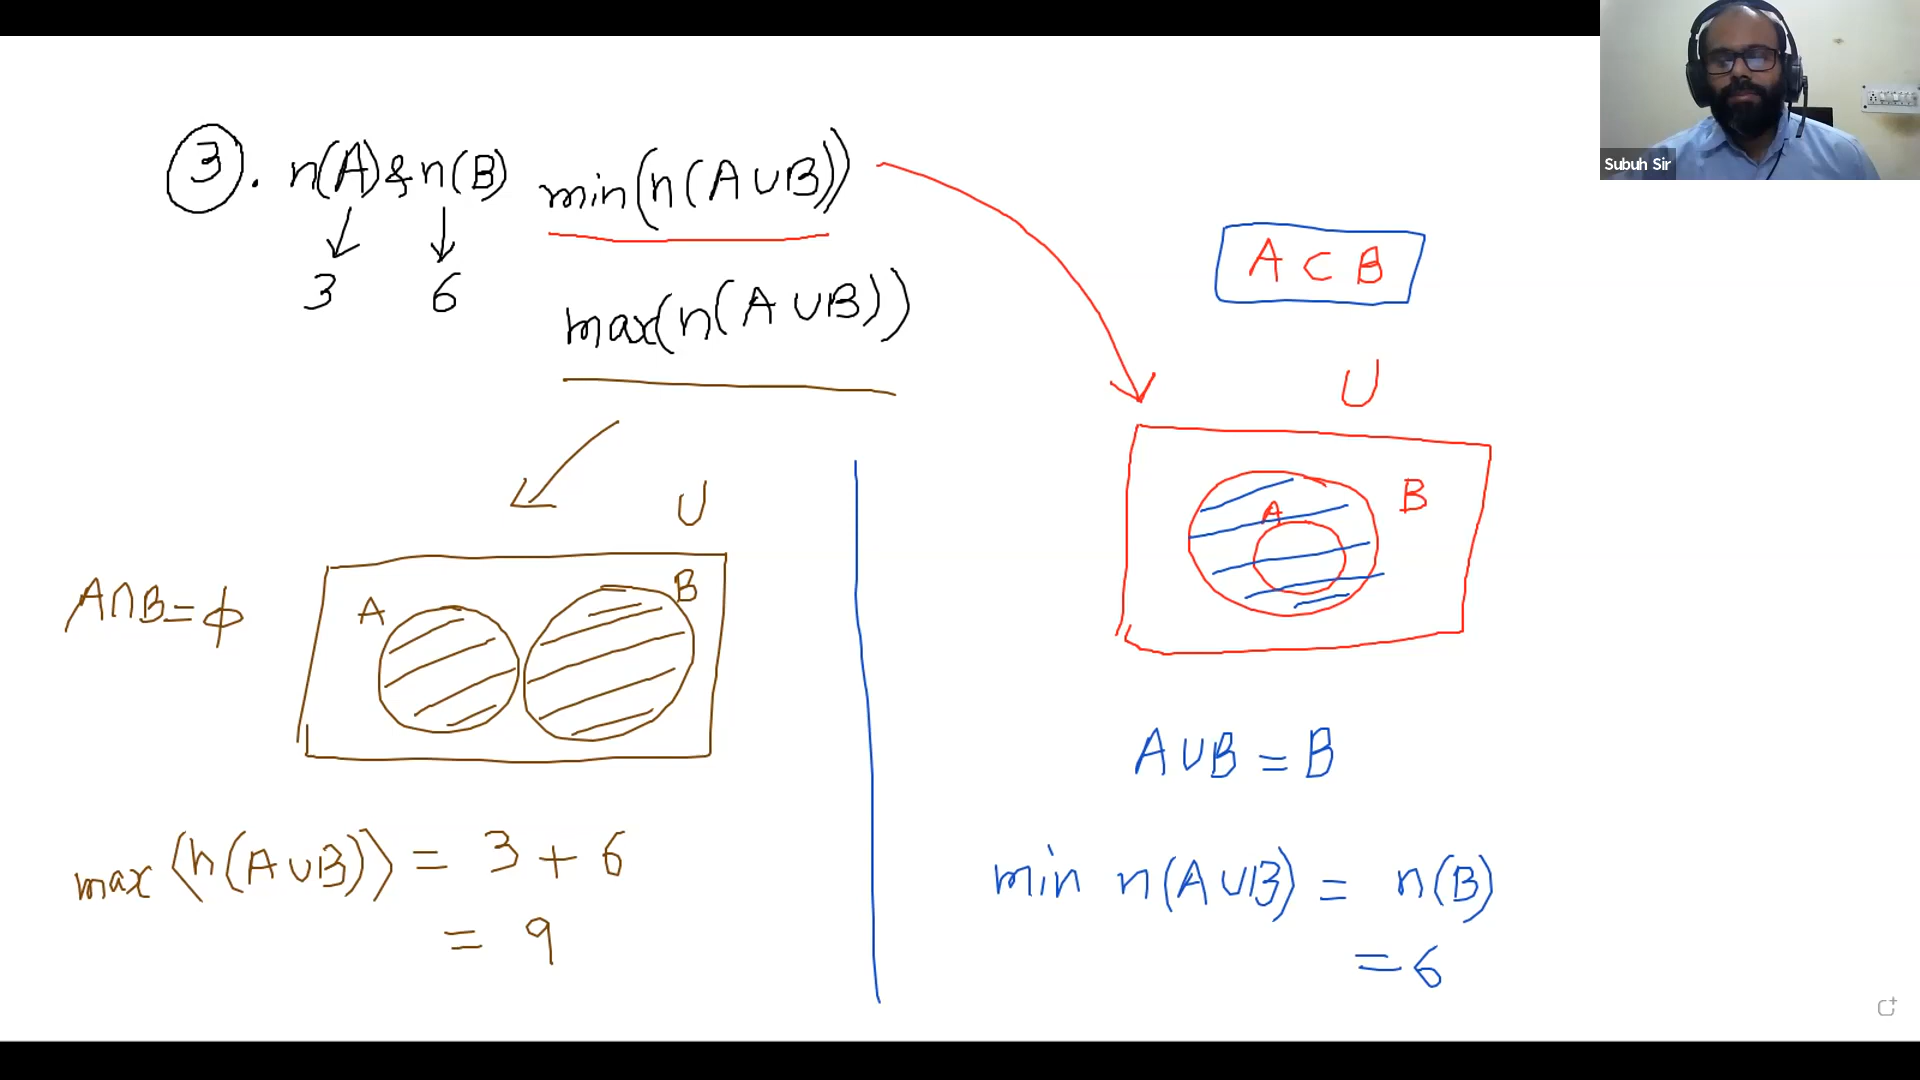 3. n(A) & n(B) min(n(A∪B))
3 6
max(n(A∪B))
U
A∩B=ϕ
A
B
max (n(A∪B)) = 3 + 6
= 9
A ⊂ B
U
A
B
A∪B = B
min n(A∪B) = n(B)
= 6
Subuh Sir